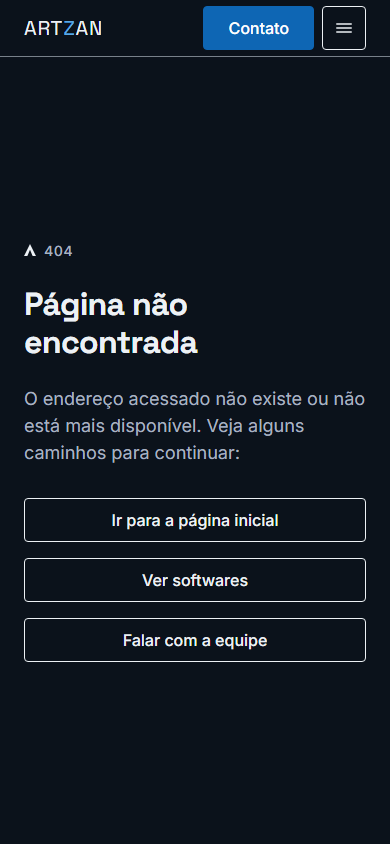 ARTZAN
Contato
404
Página não
encontrada
O endereço acessado não existe ou não
está mais disponível. Veja alguns
caminhos para continuar:
Ir para a página inicial
Ver softwares
Falar com a equipe